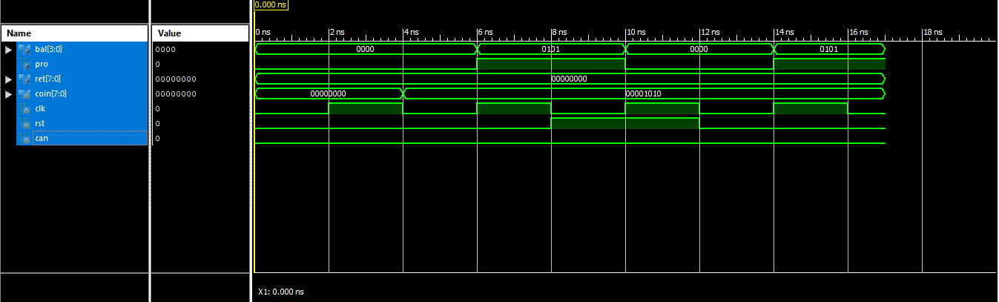 0.000 ns
Name Value
0 ns 2 ns 4 ns 6 ns 8 ns 10 ns 12 ns 14 ns 16 ns 18 ns
bal[3:0] 0000 0000 0101 0000 0101
pro 0
ret[7:0] 00000000 00000000
coin[7:0] 00000000 00000000 00001010
clk 0
rst 0
can 0
X1: 0.000 ns